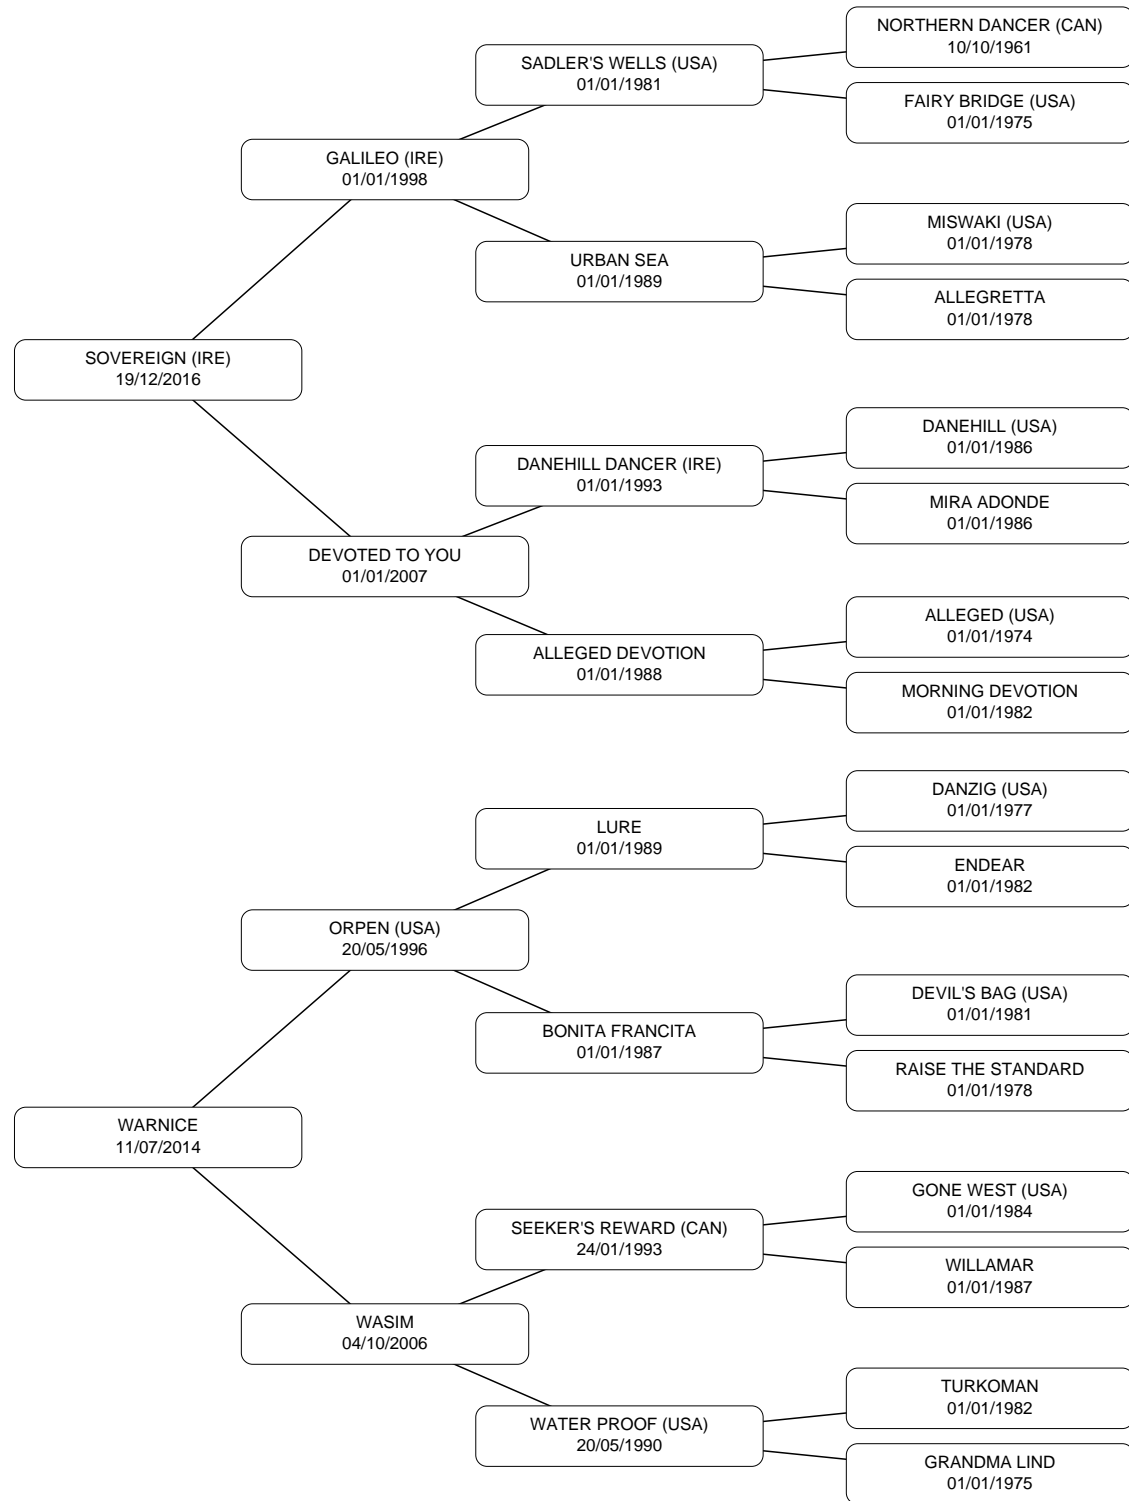 NORTHERN DANCER (CAN)
10/10/1961
SADLER'S WELLS (USA)
01/01/1981
FAIRY BRIDGE (USA)
01/01/1975
GALILEO (IRE)
01/01/1998
MISWAKI (USA)
01/01/1978
URBAN SEA
01/01/1989
ALLEGRETTA
01/01/1978
SOVEREIGN (IRE)
19/12/2016
DANEHILL (USA)
01/01/1986
DANEHILL DANCER (IRE)
01/01/1993
MIRA ADONDE
01/01/1986
DEVOTED TO YOU
01/01/2007
ALLEGED (USA)
01/01/1974
ALLEGED DEVOTION
01/01/1988
MORNING DEVOTION
01/01/1982
DANZIG (USA)
01/01/1977
LURE
01/01/1989
ENDEAR
01/01/1982
ORPEN (USA)
20/05/1996
DEVIL'S BAG (USA)
01/01/1981
BONITA FRANCITA
01/01/1987
RAISE THE STANDARD
01/01/1978
WARNICE
11/07/2014
GONE WEST (USA)
01/01/1984
SEEKER'S REWARD (CAN)
24/01/1993
WILLAMAR
01/01/1987
WASIM
04/10/2006
TURKOMAN
01/01/1982
WATER PROOF (USA)
20/05/1990
GRANDMA LIND
01/01/1975